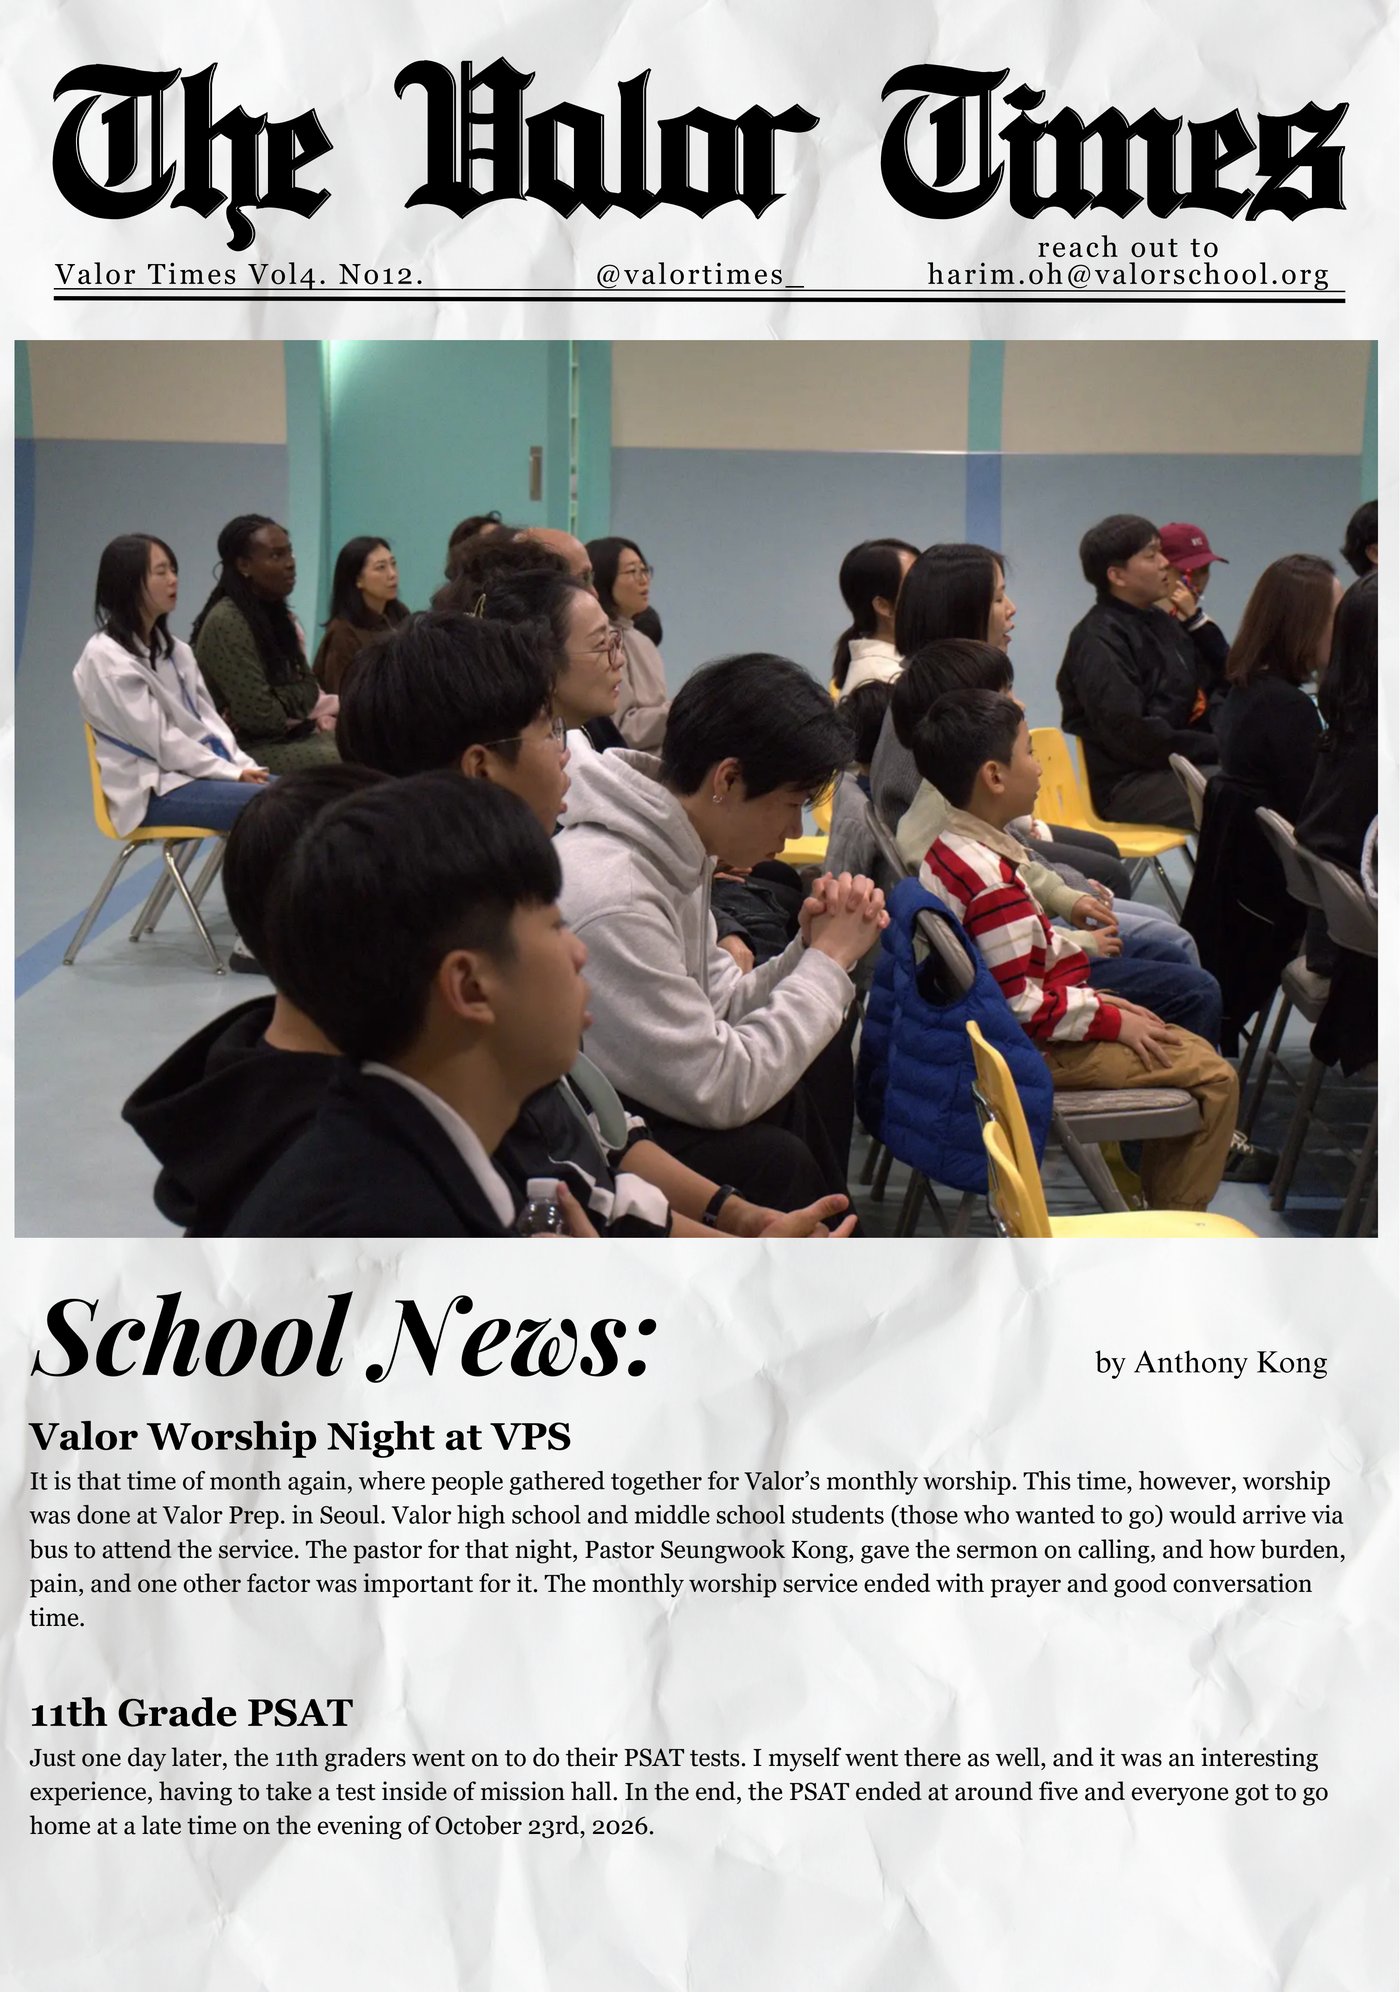 The Valor Times
reach out to
Valor Times Vol4. No12. @valortimes_ harim.oh@valorschool.org
School News:
by Anthony Kong
Valor Worship Night at VPS
It is that time of month again, where people gathered together for Valor’s monthly worship. This time, however, worship
was done at Valor Prep. in Seoul. Valor high school and middle school students (those who wanted to go) would arrive via
bus to attend the service. The pastor for that night, Pastor Seungwook Kong, gave the sermon on calling, and how burden,
pain, and one other factor was important for it. The monthly worship service ended with prayer and good conversation
time.
11th Grade PSAT
Just one day later, the 11th graders went on to do their PSAT tests. I myself went there as well, and it was an interesting
experience, having to take a test inside of mission hall. In the end, the PSAT ended at around five and everyone got to go
home at a late time on the evening of October 23rd, 2026.